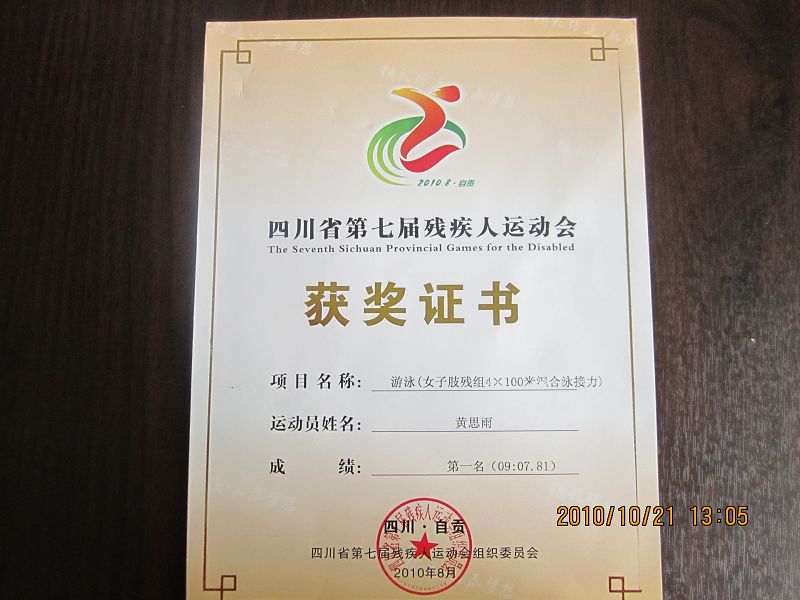 2010.8·自贡
四川省第七届残疾人运动会
The Seventh Sichuan Provincial Games for the Disabled
获奖证书
项目名称: 游泳(女子肢残组4×100米混合泳接力)
运动员姓名: 黄思雨
成绩: 第一名(09:07.81)
四川·自贡
四川省第七届残疾人运动会组织委员会
2010年8月
2010/10/21 13:05